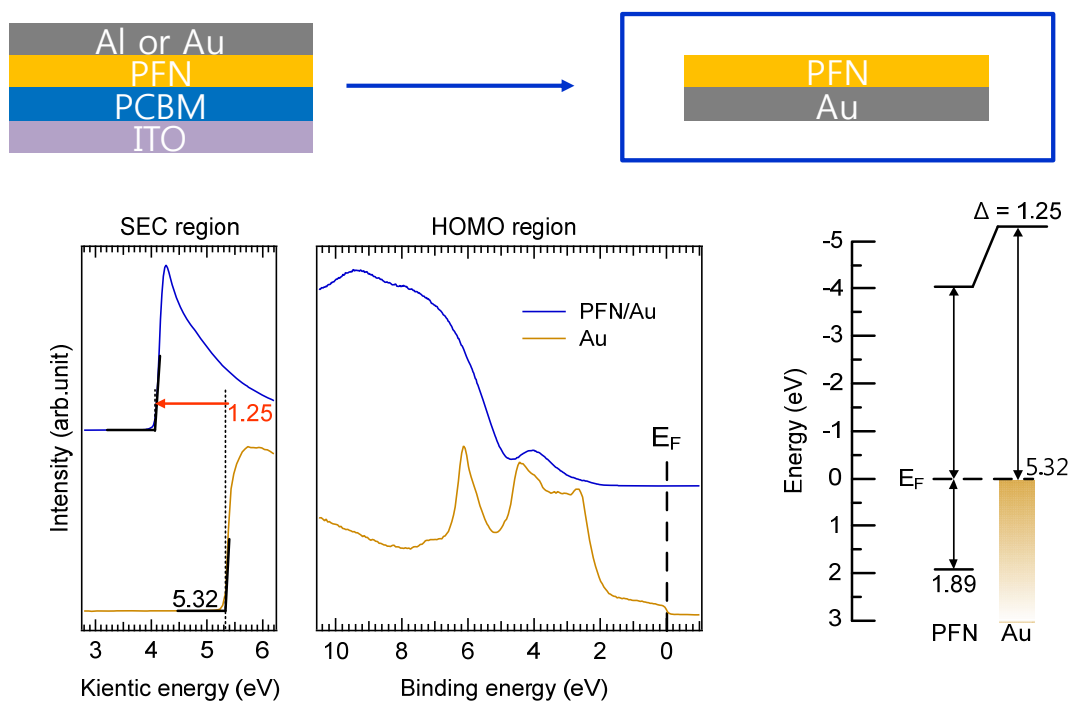 Al or Au
PFN
PCBM
ITO
PFN
Au
SEC region
HOMO region
Intensity (arb.unit)
1.25
5.32
3 4 5 6
Kientic energy (eV)
PFN/Au
Au
EF
10 8 6 4 2 0
Binding energy (eV)
Δ = 1.25
Energy (eV)
-5
-4
-3
-2
-1
0
1
2
3
EF
5.32
1.89
PFN Au